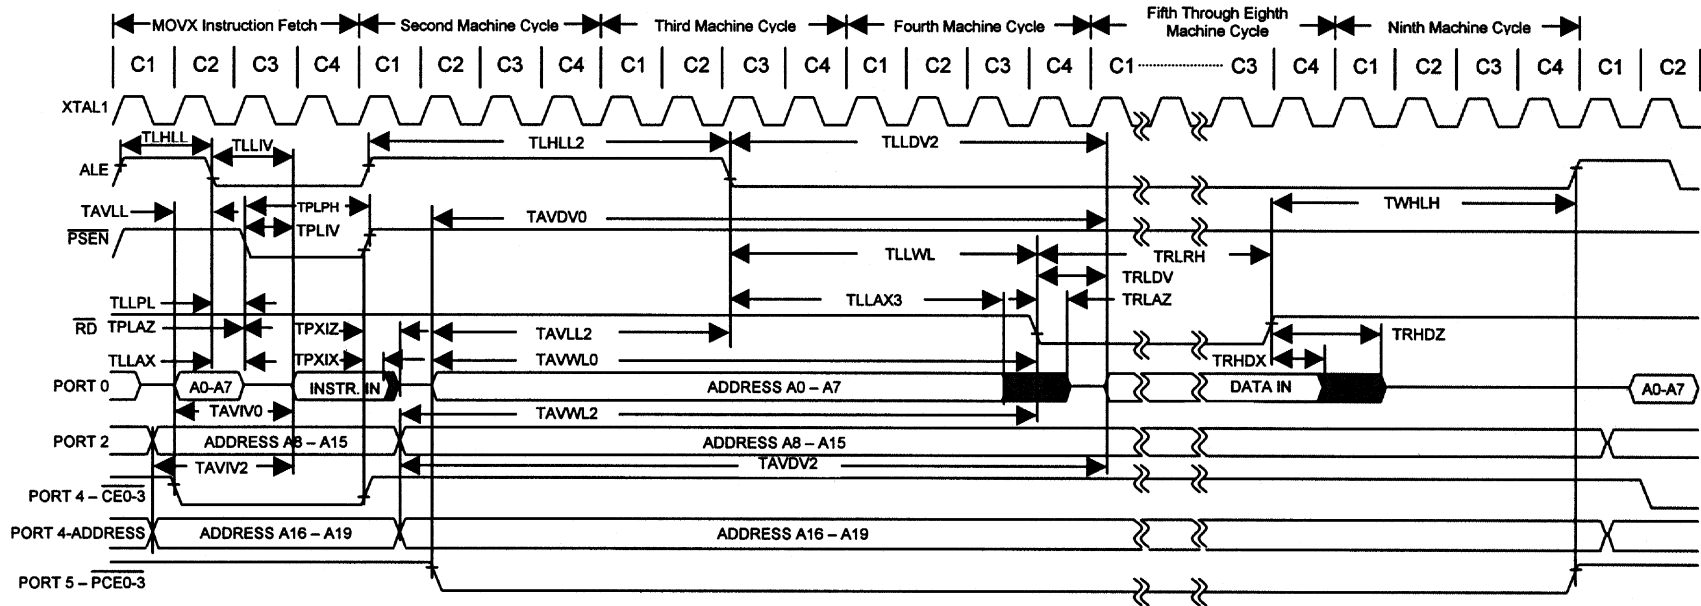 MOVX Instruction Fetch Second Machine Cycle Third Machine Cycle Fourth Machine Cycle Fifth Through Eighth Machine Cycle Ninth Machine Cycle
C1 C2 C3 C4 C1 C2 C3 C4 C1 C2 C3 C4 C1 C2 C3 C4 C1 C3 C4 C1 C2 C3 C4 C1 C2
XTAL1
TLHLL TLLIV TLHLL2 TLLDV2
ALE
TAVLL TPLPH TAVDV0 TWHLH
PSEN TPLIV
TLLWL TRLRH
TRLDV
TLLPL TLLAX3 TRLAZ
RD TPLAZ TPXIZ TAVLL2 TRHDZ
TLLAX TPXIX TAVWL0 TRHDX
PORT 0 A0-A7 INSTR. IN ADDRESS A0 – A7 DATA IN A0-A7
TAVIV0 TAVWL2
PORT 2 ADDRESS A8 – A15 ADDRESS A8 – A15
TAVIV2 TAVDV2
PORT 4 – CE0-3
PORT 4-ADDRESS ADDRESS A16 – A19 ADDRESS A16 – A19
PORT 5 – PCE0-3